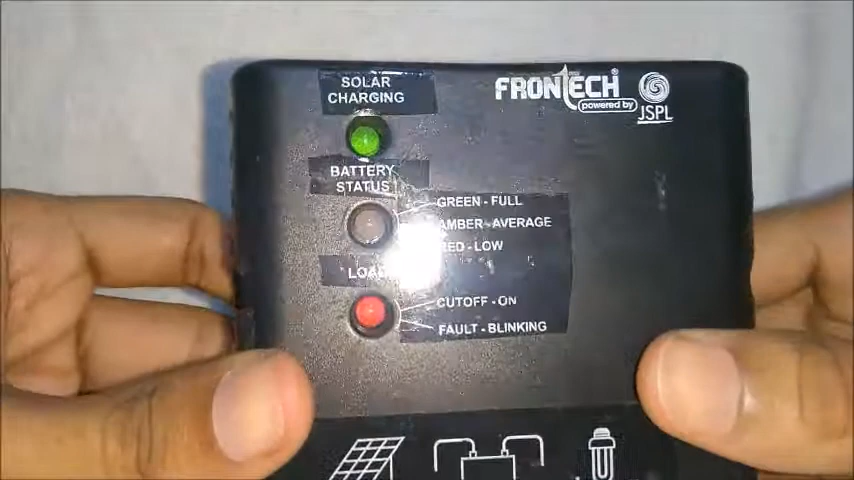 SOLAR
CHARGING
FRONTECH®
powered by
JSPL
BATTERY
STATUS
GREEN - FULL
AMBER - AVERAGE
RED - LOW
LOAD
CUTOFF - ON
FAULT - BLINKING